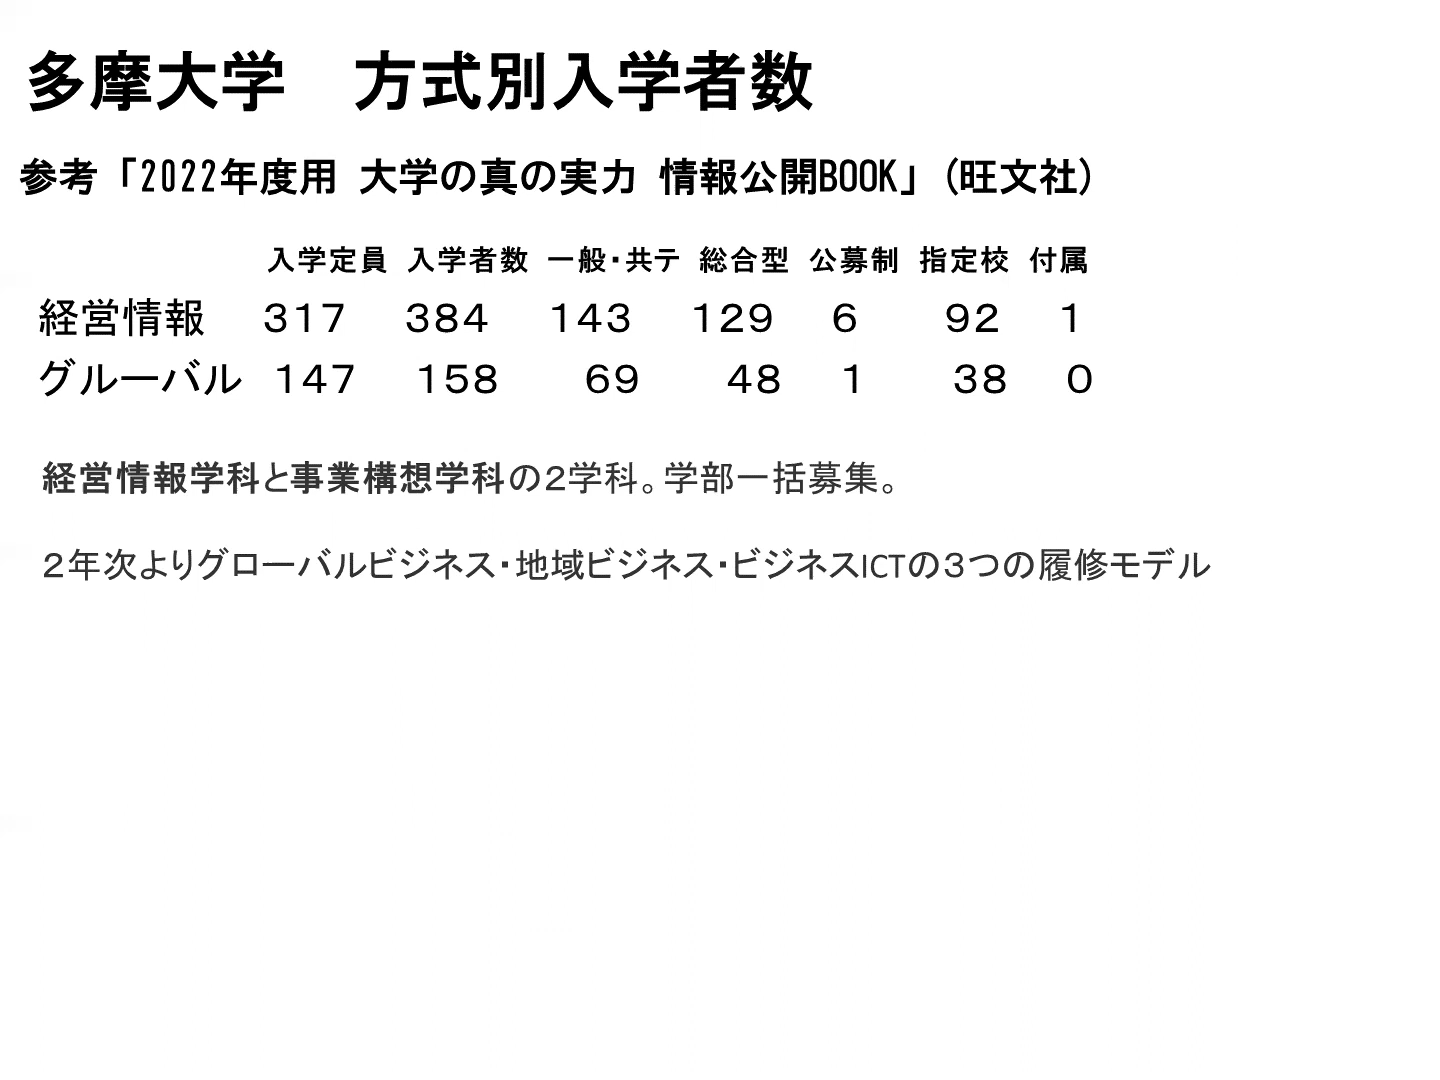 多摩大学　方式別入学者数
参考「2022年度用 大学の真の実力 情報公開BOOK」(旺文社)
入学定員 入学者数 一般・共テ 総合型 公募制 指定校 付属
経営情報 317 384 143 129 6 92 1
グルーバル 147 158 69 48 1 38 0
経営情報学科と事業構想学科の2学科。学部一括募集。
2年次よりグローバルビジネス・地域ビジネス・ビジネスICTの3つの履修モデル